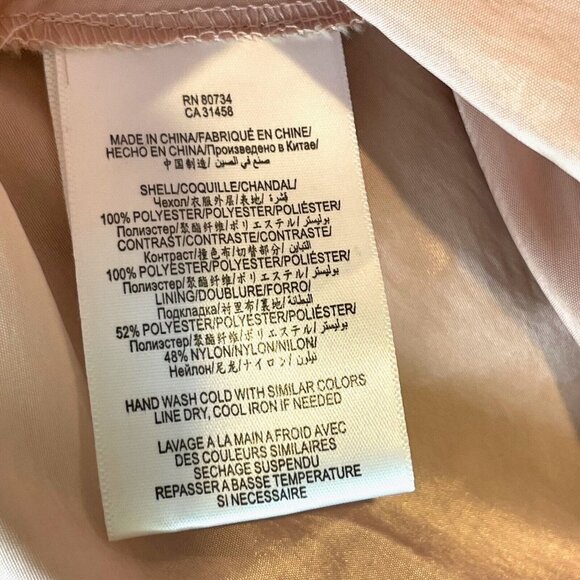 RN 80734
CA 31458
MADE IN CHINA/FABRIQUÉ EN CHINE/
HECHO EN CHINA/Произведено в Китае/
中国制造/ صنع في الصين/
SHELL/COQUILLE/CHANDAL/
Чехол/衣服外层/表地/ قشرة/
100% POLYESTER/POLYESTER/POLIÉSTER/
Полиэстер/聚酯纤维/ポリエステル/ بوليستر/
CONTRAST/CONTRASTE/CONTRASTÉ/
Контраст/撞色布/切替部分/ التباين/
100% POLYESTER/POLYESTER/POLIÉSTER/
Полиэстер/聚酯纤维/ポリエステル/ بوليستر/
LINING/DOUBLURE/FORRO/
Подкладка/衬里布/裏地/ البطانة/
52% POLYESTER/POLYESTER/POLIÉSTER/
Полиэстер/聚酯纤维/ポリエステル/ بوليستر/
48% NYLON/NYLON/NILON/
Нейлон/尼龙/ナイロン/ نيلون/
HAND WASH COLD WITH SIMILAR COLORS
LINE DRY, COOL IRON IF NEEDED
LAVAGE A LA MAIN A FROID AVEC
DES COULEURS SIMILAIRES
SECHAGE SUSPENDU
REPASSER A BASSE TEMPERATURE
SI NECESSAIRE